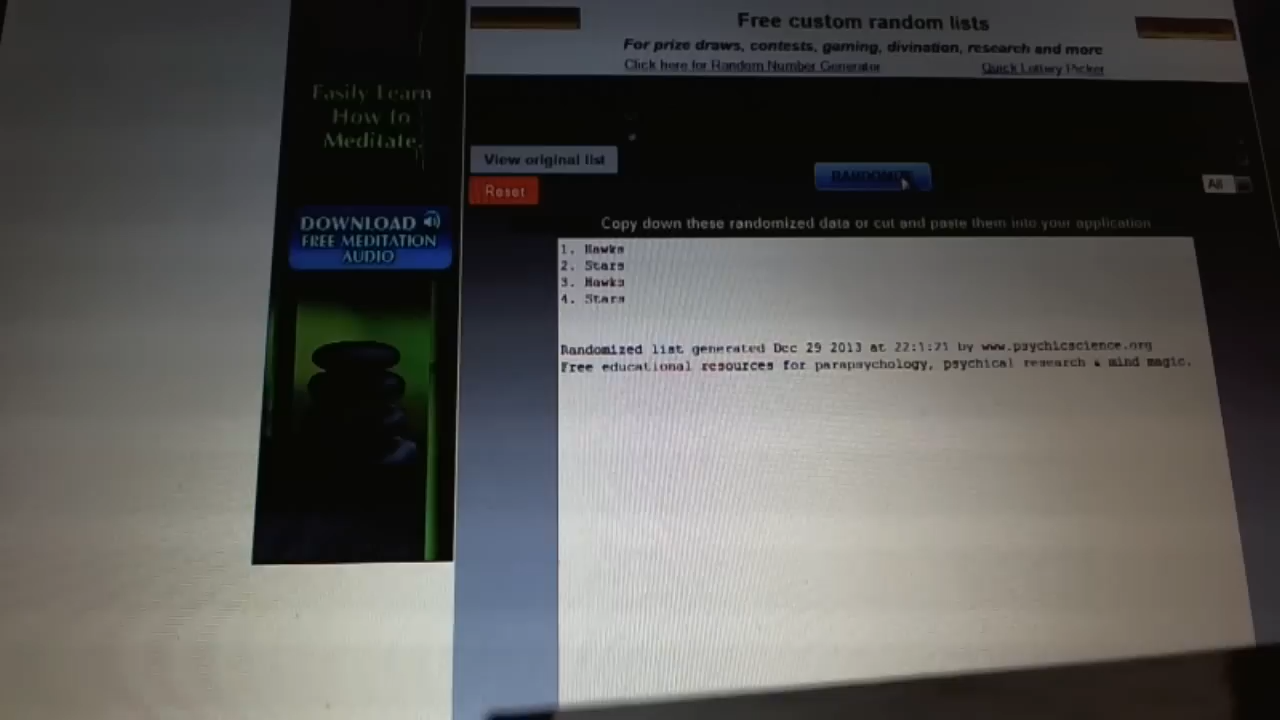 Free custom random lists
For prize draws, contests, gaming, divination, research and more
Click here for Random Number Generator
Quick Lottery Picker
Easily Learn
How to
Meditate.
View original list
RANDOMIZE
All
Reset
DOWNLOAD
FREE MEDITATION
AUDIO
Copy down these randomized data or cut and paste them into your application
1. Hawks
2. Stars
3. Hawks
4. Stars
Randomized list generated Dec 29 2013 at 22:1:21 by www.psychicscience.org
Free educational resources for parapsychology, psychical research & mind magic.